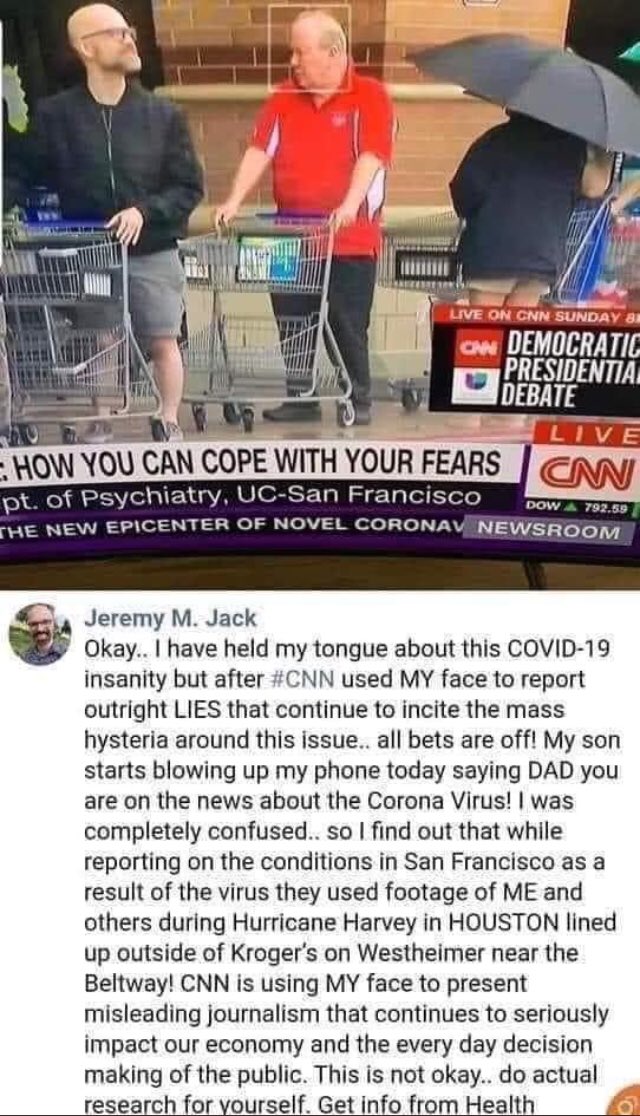 LIVE ON CNN SUNDAY
CNN DEMOCRATIC
PRESIDENTIA
DEBATE
LIVE
: HOW YOU CAN COPE WITH YOUR FEARS
CNN
pt. of Psychiatry, UC-San Francisco
DOW ▲ 792.59
THE NEW EPICENTER OF NOVEL CORONAV
NEWSROOM
Jeremy M. Jack
Okay.. I have held my tongue about this COVID-19
insanity but after #CNN used MY face to report
outright LIES that continue to incite the mass
hysteria around this issue.. all bets are off! My son
starts blowing up my phone today saying DAD you
are on the news about the Corona Virus! I was
completely confused.. so I find out that while
reporting on the conditions in San Francisco as a
result of the virus they used footage of ME and
others during Hurricane Harvey in HOUSTON lined
up outside of Kroger's on Westheimer near the
Beltway! CNN is using MY face to present
misleading journalism that continues to seriously
impact our economy and the every day decision
making of the public. This is not okay.. do actual
research for yourself. Get info from Health